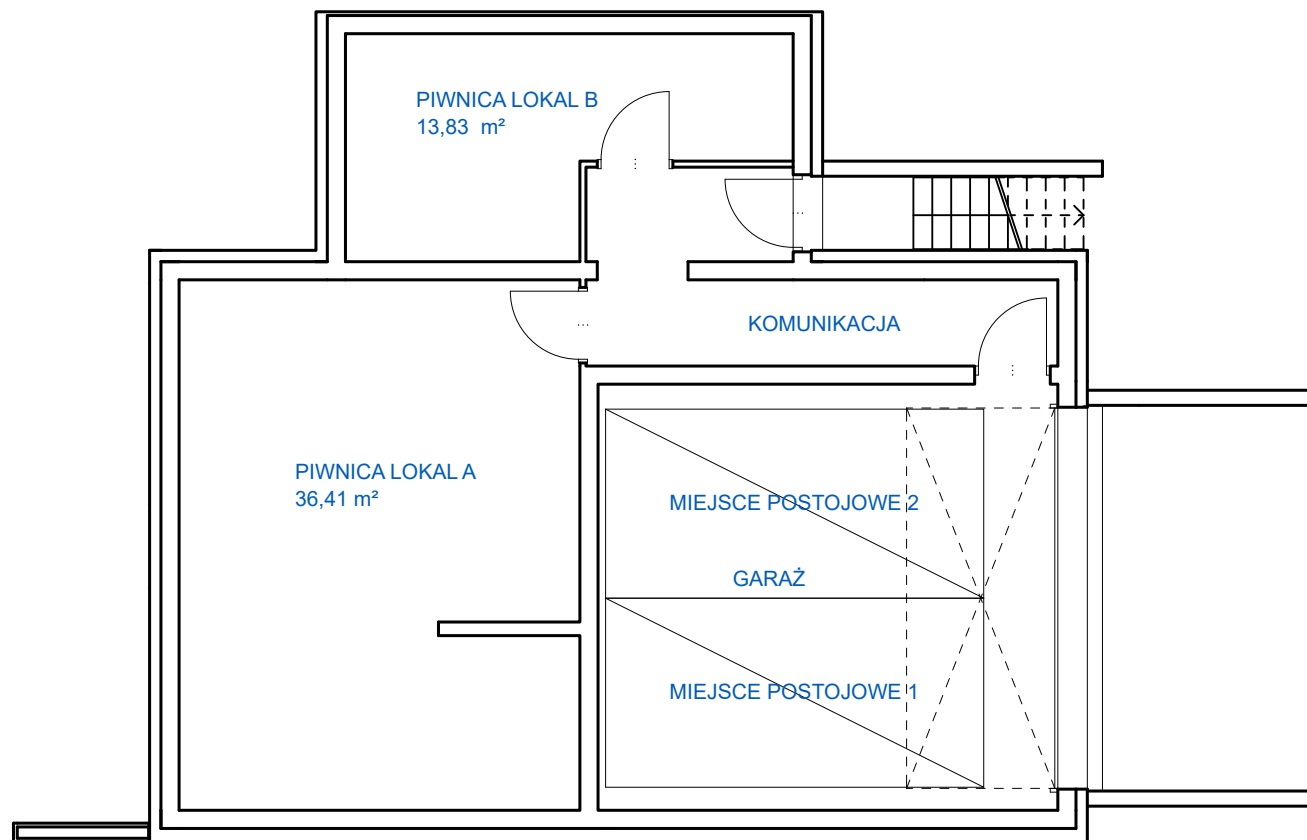 PIWNICA LOKAL B
13,83 m²
KOMUNIKACJA
PIWNICA LOKAL A
36,41 m²
MIEJSCE POSTOJOWE 2
GARAŻ
MIEJSCE POSTOJOWE 1